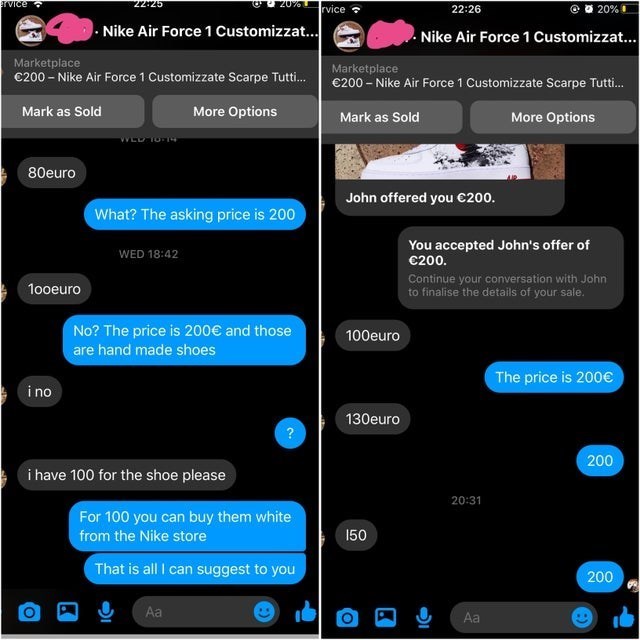 ervice
22:25
20%
· Nike Air Force 1 Customizzat...
Marketplace
€200 – Nike Air Force 1 Customizzate Scarpe Tutti...
Mark as Sold
More Options
80euro
What? The asking price is 200
WED 18:42
1ooeuro
No? The price is 200€ and those
are hand made shoes
i no
?
i have 100 for the shoe please
For 100 you can buy them white
from the Nike store
That is all I can suggest to you
Aa
rvice
22:26
20%
· Nike Air Force 1 Customizzat...
Marketplace
€200 – Nike Air Force 1 Customizzate Scarpe Tutti...
Mark as Sold
More Options
AIR
John offered you €200.
You accepted John's offer of
€200.
Continue your conversation with John
to finalise the details of your sale.
100euro
The price is 200€
130euro
200
20:31
I50
200
Aa